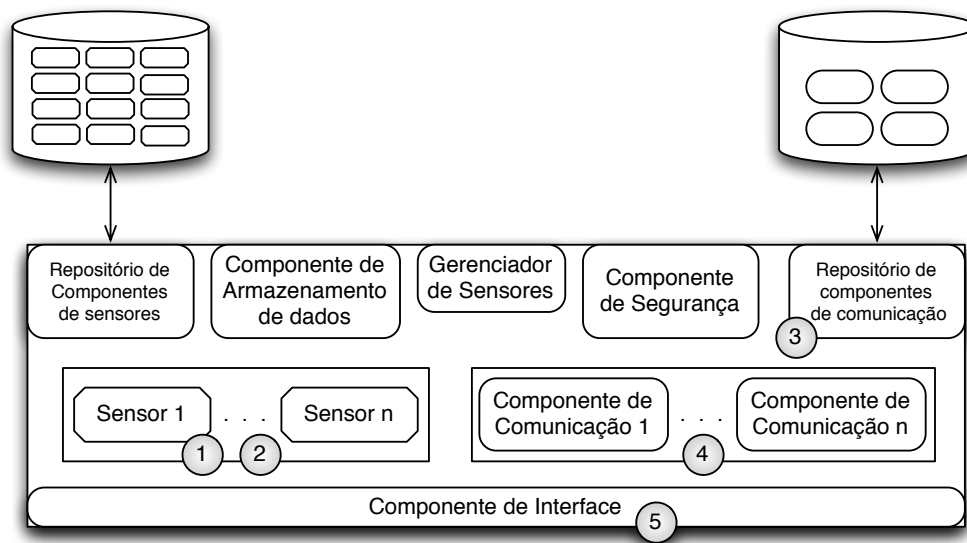 Repositório de
Componentes
de sensores
Componente de
Armazenamento
de dados
Gerenciador
de Sensores
Componente
de Segurança
Repositório de
componentes
de comunicação
3
Sensor 1
. . .
Sensor n
1
2
Componente de
Comunicação 1
. . .
Componente de
Comunicação n
4
Componente de Interface
5